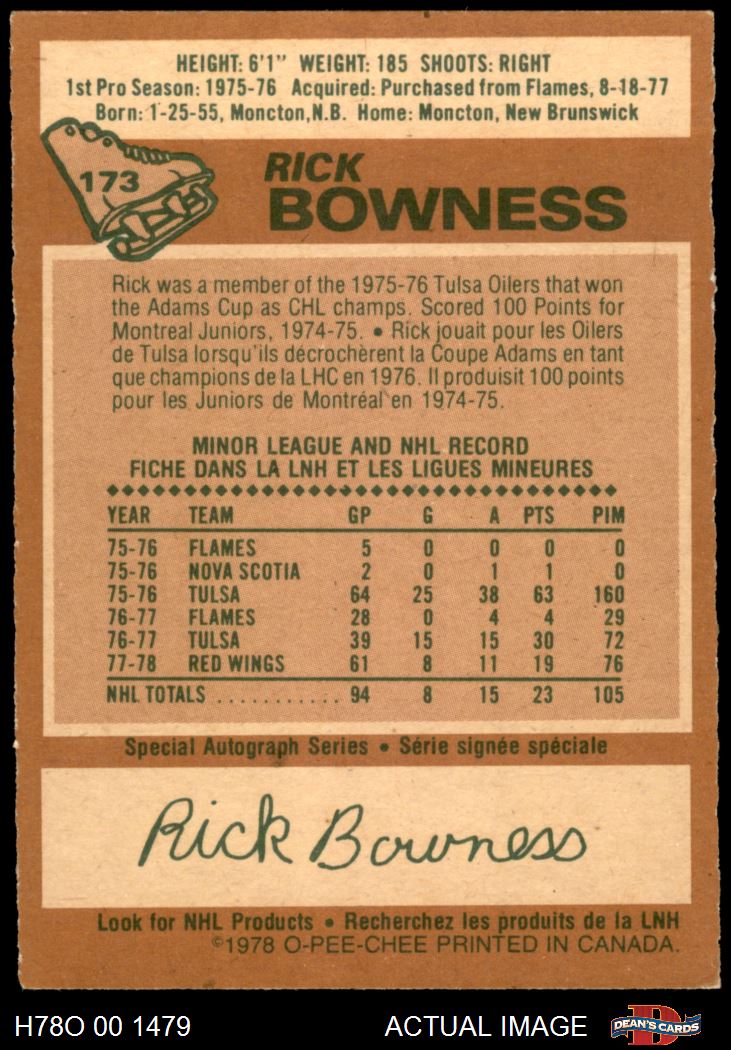 HEIGHT: 6'1" WEIGHT: 185 SHOOTS: RIGHT
1st Pro Season: 1975-76 Acquired: Purchased from Flames, 8-18-77
Born: 1-25-55, Moncton,N.B. Home: Moncton, New Brunswick
173
RICK
BOWNESS
Rick was a member of the 1975-76 Tulsa Oilers that won
the Adams Cup as CHL champs. Scored 100 Points for
Montreal Juniors, 1974-75. • Rick jouait pour les Oilers
de Tulsa lorsqu'ils décrochèrent la Coupe Adams en tant
que champions de la LHC en 1976. Il produisit 100 points
pour les Juniors de Montréal en 1974-75.
MINOR LEAGUE AND NHL RECORD
FICHE DANS LA LNH ET LES LIGUES MINEURES
YEAR TEAM GP G A PTS PIM
75-76 FLAMES 5 0 0 0 0
75-76 NOVA SCOTIA 2 0 1 1 0
75-76 TULSA 64 25 38 63 160
76-77 FLAMES 28 0 4 4 29
76-77 TULSA 39 15 15 30 72
77-78 RED WINGS 61 8 11 19 76
NHL TOTALS ........... 94 8 15 23 105
Special Autograph Series • Série signée spéciale
Rick Bowness
Look for NHL Products • Recherchez les produits de la LNH
©1978 O-PEE-CHEE PRINTED IN CANADA.
H78O 00 1479 ACTUAL IMAGE DEAN'S CARDS